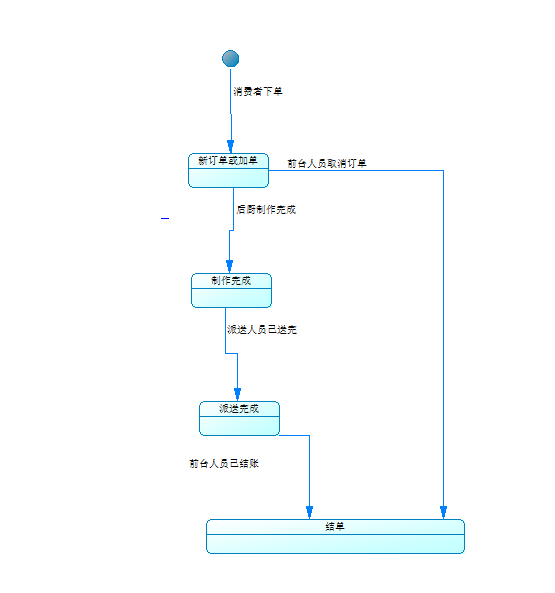 消费者下单
新订单或加单
前台人员取消订单
后厨制作完成
制作完成
派送人员已送完
派送完成
前台人员已结账
结单